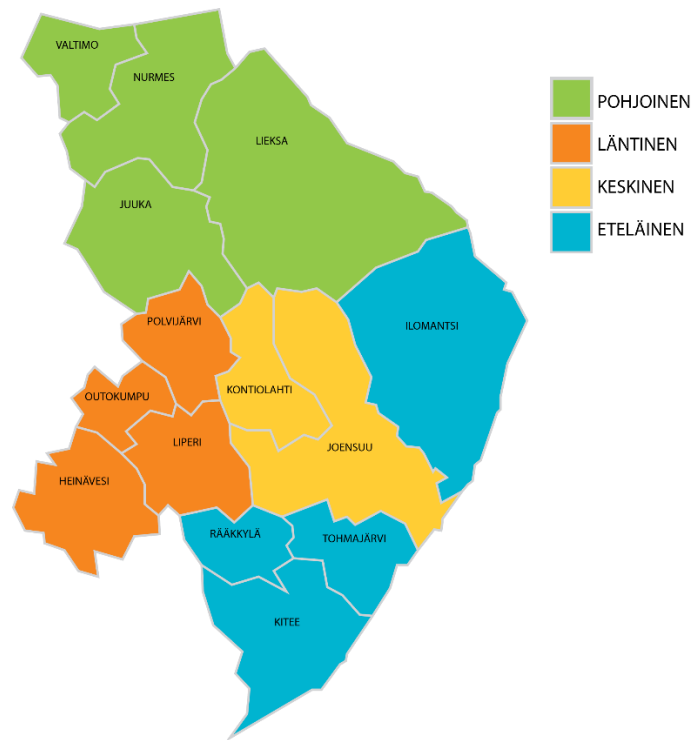 VALTIMO
NURMES
LIEKSA
JUUKA
POLVIJÄRVI
ILOMANTSI
KONTIOLAHTI
OUTOKUMPU
LIPERI
JOENSUU
HEINÄVESI
RÄÄKKYLÄ
TOHMAJÄRVI
KITEE
POHJOINEN
LÄNTINEN
KESKINEN
ETELÄINEN